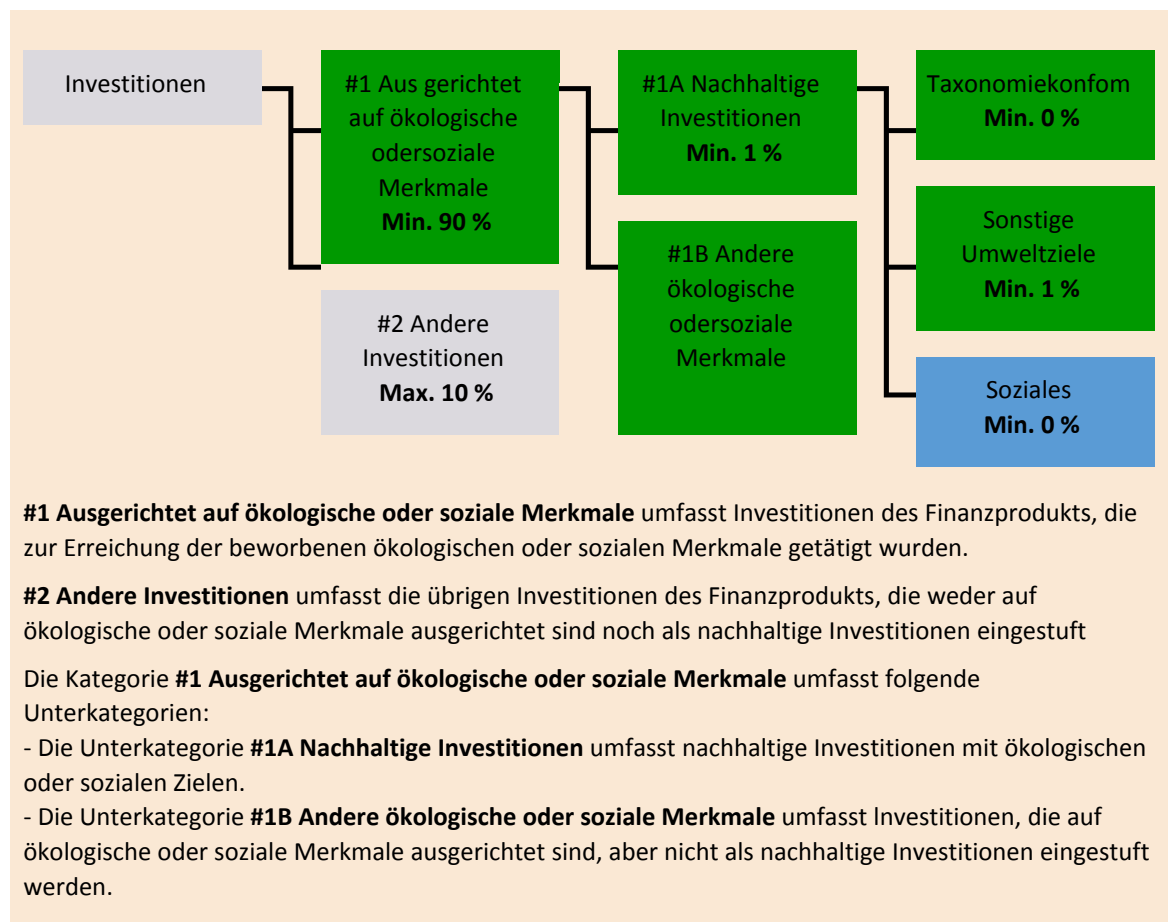 Investitionen
#1 Aus gerichtet
auf ökologische
odersoziale
Merkmale
Min. 90 %
#2 Andere
Investitionen
Max. 10 %
#1A Nachhaltige
Investitionen
Min. 1 %
#1B Andere
ökologische
odersoziale
Merkmale
Taxonomiekonfom
Min. 0 %
Sonstige
Umweltziele
Min. 1 %
Soziales
Min. 0 %
#1 Ausgerichtet auf ökologische oder soziale Merkmale umfasst Investitionen des Finanzprodukts, die
zur Erreichung der beworbenen ökologischen oder sozialen Merkmale getätigt wurden.
#2 Andere Investitionen umfasst die übrigen Investitionen des Finanzprodukts, die weder auf
ökologische oder soziale Merkmale ausgerichtet sind noch als nachhaltige Investitionen eingestuft
Die Kategorie #1 Ausgerichtet auf ökologische oder soziale Merkmale umfasst folgende
Unterkategorien:
- Die Unterkategorie #1A Nachhaltige Investitionen umfasst nachhaltige Investitionen mit ökologischen
oder sozialen Zielen.
- Die Unterkategorie #1B Andere ökologische oder soziale Merkmale umfasst lnvestitionen, die auf
ökologische oder soziale Merkmale ausgerichtet sind, aber nicht als nachhaltige Investitionen eingestuft
werden.